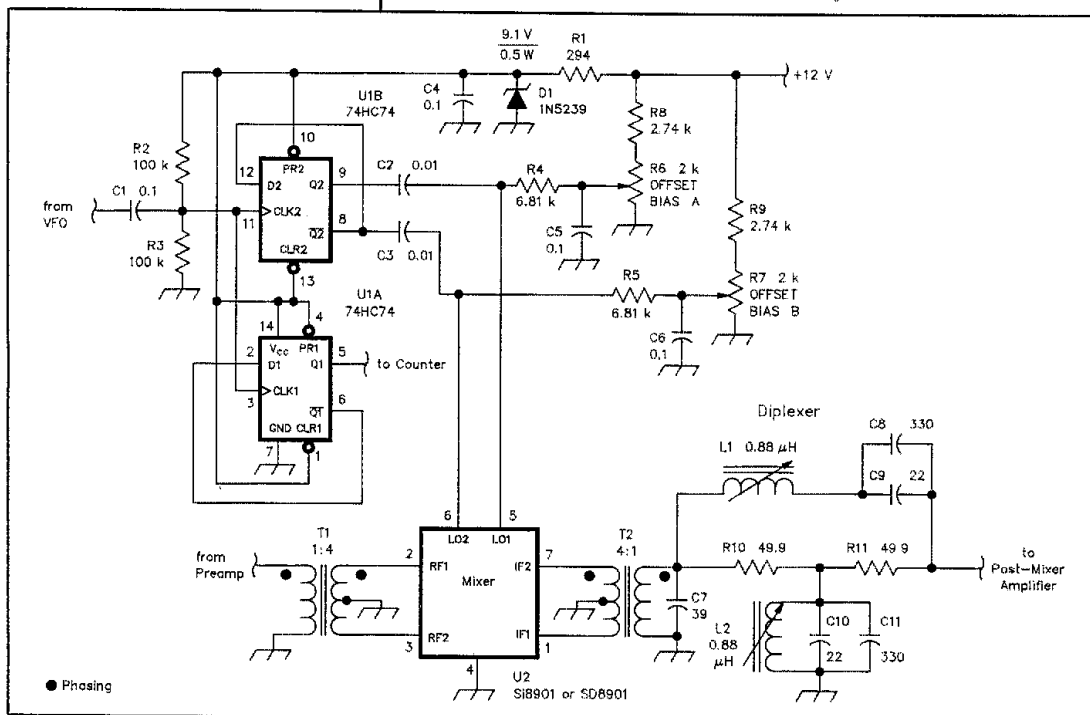 9.1 V
0.5 W
R1
294
+12 V
C4
0.1
D1
1N5239
R8
2.74 k
U1B
74HC74
10
R2
100 k
12
PR2
D2 Q2
9
C2
0.01
R4
6.81 k
R6 2 k
OFFSET
BIAS A
C1 0.1
from
VFO
11
CLK2
8
Q2
CLR2
C3 0.01
C5
0.1
R9
2.74 k
R3
100 k
13
U1A
74HC74
R5
6.81 k
R7 2 k
OFFSET
BIAS B
14
4
2
Vcc PR1
D1 Q1
5
to Counter
C6
0.1
3
CLK1
6
Q1
GND CLR1
7
1
Diplexer
C8 330
L1 0.88 μH
C9 22
6
5
T1
1:4
T2
4:1
from
Preamp
2
LO2 LO1
RF1 IF2
7
R10 49.9
R11 49 9
to
Post-Mixer
Amplifier
Mixer
C7
39
RF2 IF1
3
1
L2
0.88
μH
C10
22
C11
330
4
U2
Si8901 or SD8901
● Phasing